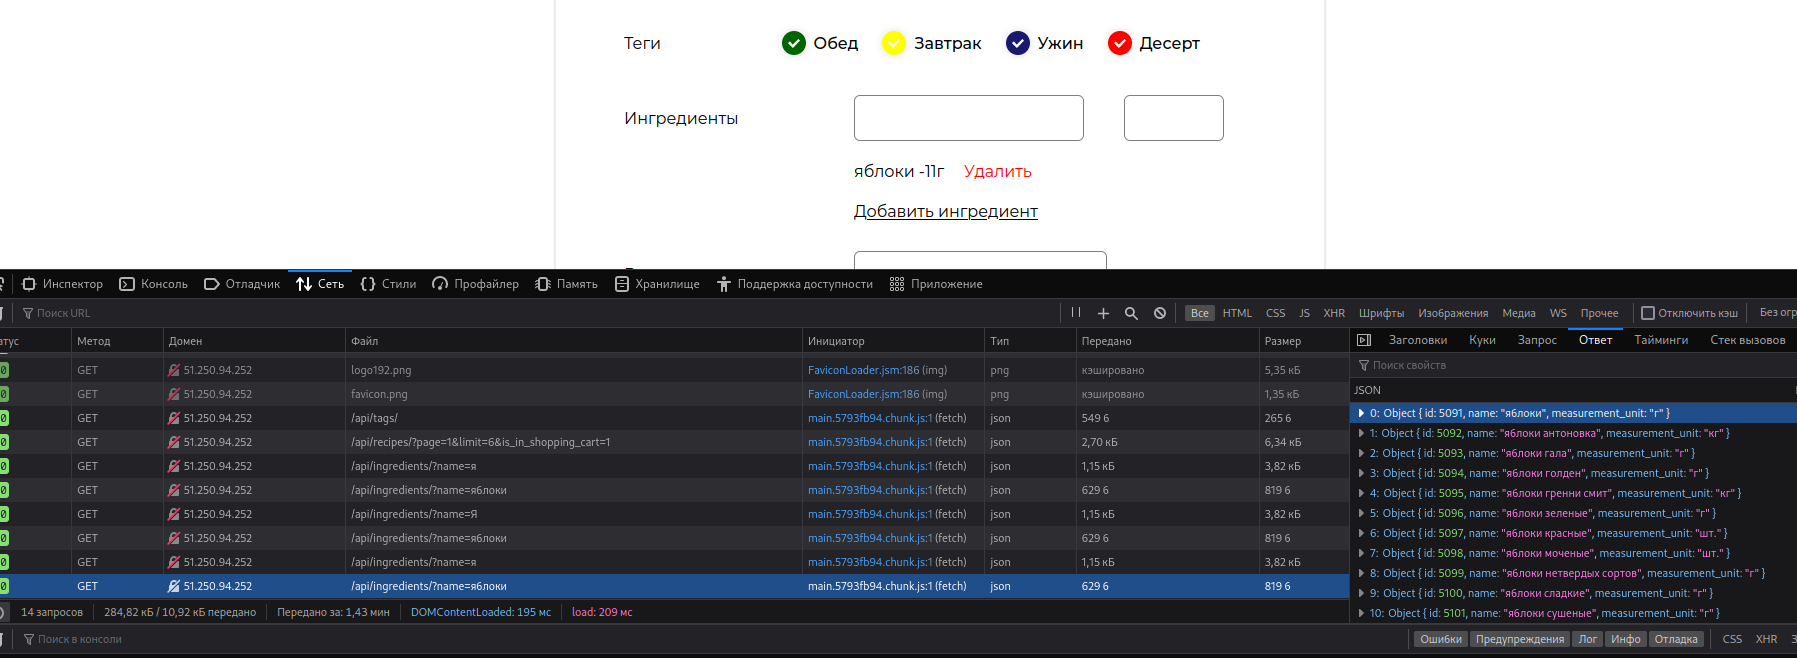 Теги Обед Завтрак Ужин Десерт
Ингредиенты
яблоки -11г Удалить
Добавить ингредиент
Инспектор Консоль Отладчик Сеть Стили Профайлер Память Хранилище Поддержка доступности Приложение
Поиск URL Все HTML CSS JS XHR Шрифты Изображения Медиа WS Прочее Отключить кэш Без огр
атус Метод Домен Файл Инициатор Тип Передано Размер Заголовки Куки Запрос Ответ Тайминги Стек вызовов
Поиск свойств
JSON
0 GET 51.250.94.252 logo192.png FaviconLoader.jsm:186 (img) png кэшировано 5,35 кБ
0 GET 51.250.94.252 favicon.png FaviconLoader.jsm:186 (img) png кэшировано 1,35 кБ
0 GET 51.250.94.252 /api/tags/ main.5793fb94.chunk.js:1 (fetch) json 549 б 265 б
0 GET 51.250.94.252 /api/recipes/?page=1&limit=6&is_in_shopping_cart=1 main.5793fb94.chunk.js:1 (fetch) json 2,70 кБ 6,34 кБ
0 GET 51.250.94.252 /api/ingredients/?name=я main.5793fb94.chunk.js:1 (fetch) json 1,15 кБ 3,82 кБ
0 GET 51.250.94.252 /api/ingredients/?name=яблоки main.5793fb94.chunk.js:1 (fetch) json 629 б 819 б
0 GET 51.250.94.252 /api/ingredients/?name=Я main.5793fb94.chunk.js:1 (fetch) json 1,15 кБ 3,82 кБ
0 GET 51.250.94.252 /api/ingredients/?name=яблоки main.5793fb94.chunk.js:1 (fetch) json 629 б 819 б
0 GET 51.250.94.252 /api/ingredients/?name=я main.5793fb94.chunk.js:1 (fetch) json 1,15 кБ 3,82 кБ
0 GET 51.250.94.252 /api/ingredients/?name=яблоки main.5793fb94.chunk.js:1 (fetch) json 629 б 819 б
0: Object { id: 5091, name: "яблоки", measurement_unit: "г" }
1: Object { id: 5092, name: "яблоки антоновка", measurement_unit: "кг" }
2: Object { id: 5093, name: "яблоки гала", measurement_unit: "г" }
3: Object { id: 5094, name: "яблоки голден", measurement_unit: "г" }
4: Object { id: 5095, name: "яблоки гренни смит", measurement_unit: "кг" }
5: Object { id: 5096, name: "яблоки зеленые", measurement_unit: "г" }
6: Object { id: 5097, name: "яблоки красные", measurement_unit: "шт." }
7: Object { id: 5098, name: "яблоки моченые", measurement_unit: "шт." }
8: Object { id: 5099, name: "яблоки нетвердых сортов", measurement_unit: "г" }
9: Object { id: 5100, name: "яблоки сладкие", measurement_unit: "г" }
10: Object { id: 5101, name: "яблоки сушеные", measurement_unit: "г" }
14 запросов 284,82 кБ / 10,92 кБ передано Передано за: 1,43 мин DOMContentLoaded: 195 мс load: 209 мс
Поиск в консоли Ошибки Предупреждения Лог Инфо Отладка CSS XHR З